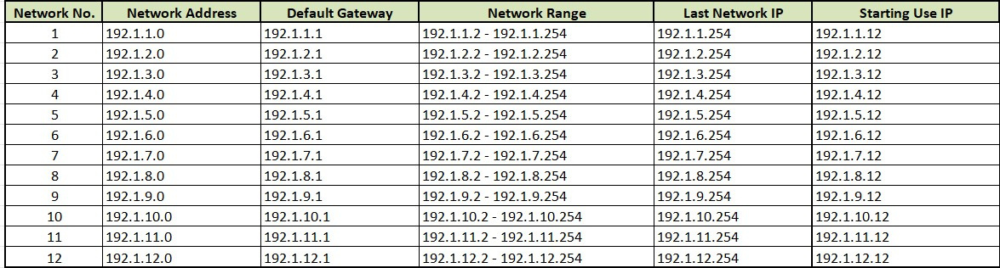 Network No. Network Address Default Gateway Network Range Last Network IP Starting Use IP
1 192.1.1.0 192.1.1.1 192.1.1.2 - 192.1.1.254 192.1.1.254 192.1.1.12
2 192.1.2.0 192.1.2.1 192.1.2.2 - 192.1.2.254 192.1.2.254 192.1.2.12
3 192.1.3.0 192.1.3.1 192.1.3.2 - 192.1.3.254 192.1.3.254 192.1.3.12
4 192.1.4.0 192.1.4.1 192.1.4.2 - 192.1.4.254 192.1.4.254 192.1.4.12
5 192.1.5.0 192.1.5.1 192.1.5.2 - 192.1.5.254 192.1.5.254 192.1.5.12
6 192.1.6.0 192.1.6.1 192.1.6.2 - 192.1.6.254 192.1.6.254 192.1.6.12
7 192.1.7.0 192.1.7.1 192.1.7.2 - 192.1.7.254 192.1.7.254 192.1.7.12
8 192.1.8.0 192.1.8.1 192.1.8.2 - 192.1.8.254 192.1.8.254 192.1.8.12
9 192.1.9.0 192.1.9.1 192.1.9.2 - 192.1.9.254 192.1.9.254 192.1.9.12
10 192.1.10.0 192.1.10.1 192.1.10.2 - 192.1.10.254 192.1.10.254 192.1.10.12
11 192.1.11.0 192.1.11.1 192.1.11.2 - 192.1.11.254 192.1.11.254 192.1.11.12
12 192.1.12.0 192.1.12.1 192.1.12.2 - 192.1.12.254 192.1.12.254 192.1.12.12